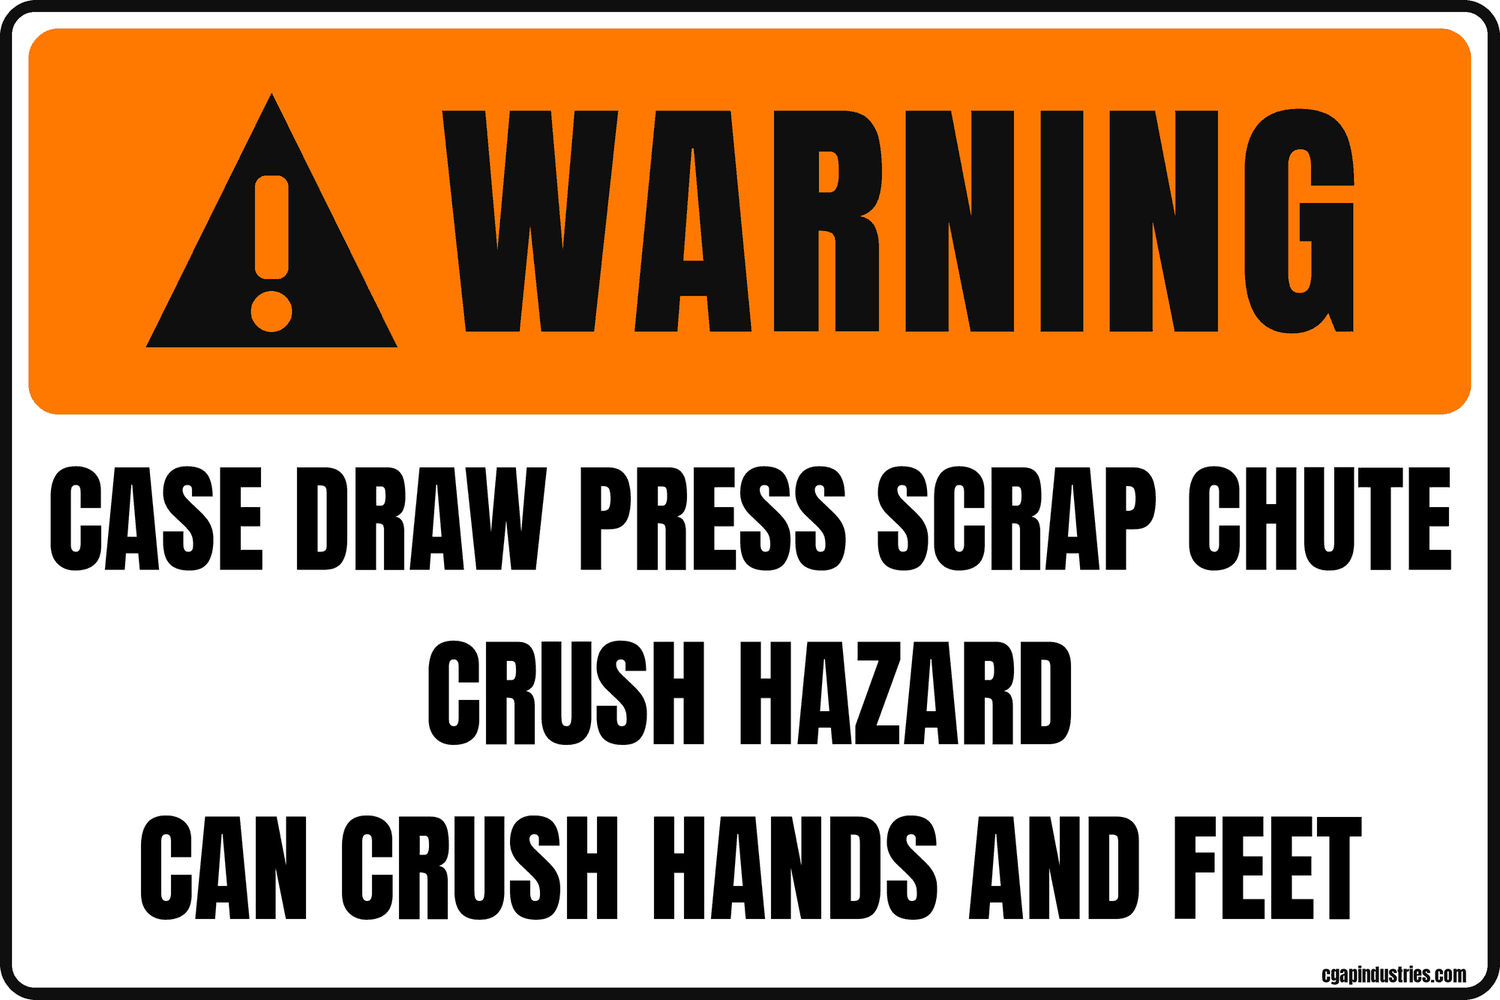 WARNING
CASE DRAW PRESS SCRAP CHUTE
CRUSH HAZARD
CAN CRUSH HANDS AND FEET
cgapindustries.com